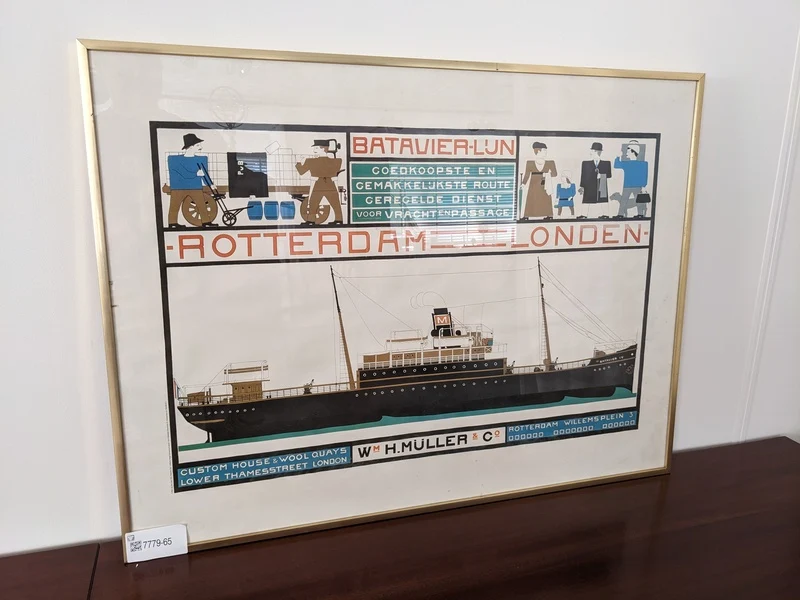 BATAVIER-LIJN
GOEDKOOPSTE EN
GEMAKKELIJKSTE ROUTE
GEREGELDE DIENST
VOOR VRACHT EN PASSAGE
-ROTTERDAM LONDEN-
M
CUSTOM HOUSE & WOOL QUAYS
LOWER THAMESSTREET LONDON
WM H. MÜLLER & CO
ROTTERDAM WILLEMSPLEIN 3
7779-65